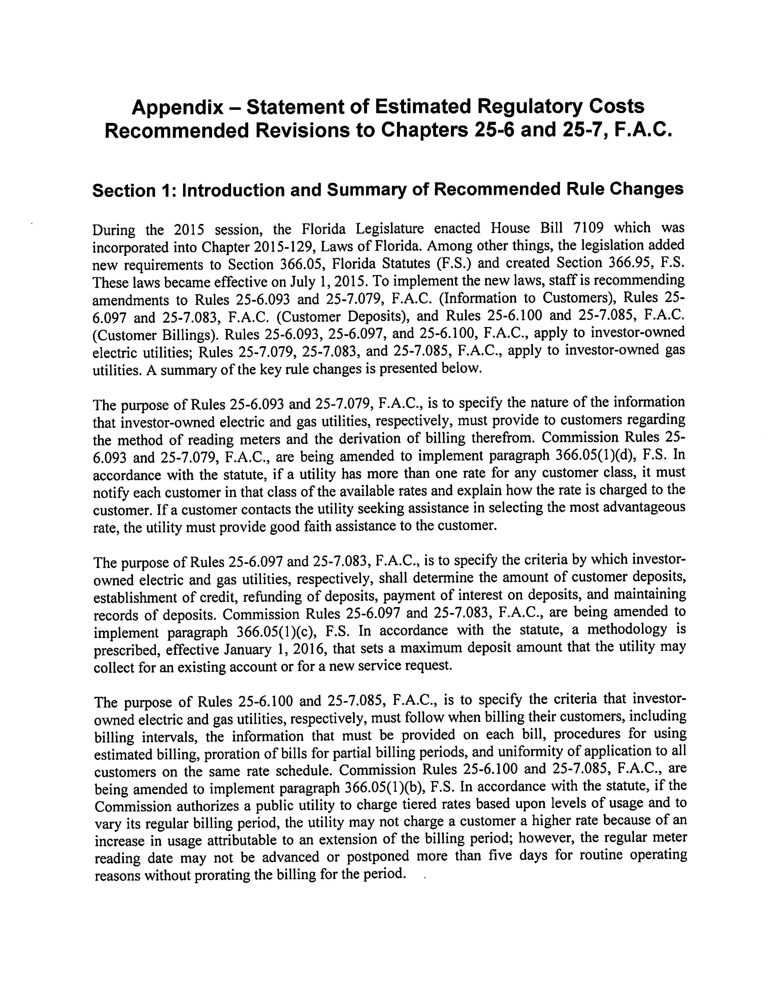 Appendix – Statement of Estimated Regulatory Costs
Recommended Revisions to Chapters 25-6 and 25-7, F.A.C.
Section 1: Introduction and Summary of Recommended Rule Changes
During the 2015 session, the Florida Legislature enacted House Bill 7109 which was
incorporated into Chapter 2015-129, Laws of Florida. Among other things, the legislation added
new requirements to Section 366.05, Florida Statutes (F.S.) and created Section 366.95, F.S.
These laws became effective on July 1, 2015. To implement the new laws, staff is recommending
amendments to Rules 25-6.093 and 25-7.079, F.A.C. (Information to Customers), Rules 25-
6.097 and 25-7.083, F.A.C. (Customer Deposits), and Rules 25-6.100 and 25-7.085, F.A.C.
(Customer Billings). Rules 25-6.093, 25-6.097, and 25-6.100, F.A.C., apply to investor-owned
electric utilities; Rules 25-7.079, 25-7.083, and 25-7.085, F.A.C., apply to investor-owned gas
utilities. A summary of the key rule changes is presented below.
The purpose of Rules 25-6.093 and 25-7.079, F.A.C., is to specify the nature of the information
that investor-owned electric and gas utilities, respectively, must provide to customers regarding
the method of reading meters and the derivation of billing therefrom. Commission Rules 25-
6.093 and 25-7.079, F.A.C., are being amended to implement paragraph 366.05(1)(d), F.S. In
accordance with the statute, if a utility has more than one rate for any customer class, it must
notify each customer in that class of the available rates and explain how the rate is charged to the
customer. If a customer contacts the utility seeking assistance in selecting the most advantageous
rate, the utility must provide good faith assistance to the customer.
The purpose of Rules 25-6.097 and 25-7.083, F.A.C., is to specify the criteria by which investor-
owned electric and gas utilities, respectively, shall determine the amount of customer deposits,
establishment of credit, refunding of deposits, payment of interest on deposits, and maintaining
records of deposits. Commission Rules 25-6.097 and 25-7.083, F.A.C., are being amended to
implement paragraph 366.05(1)(c), F.S. In accordance with the statute, a methodology is
prescribed, effective January 1, 2016, that sets a maximum deposit amount that the utility may
collect for an existing account or for a new service request.
The purpose of Rules 25-6.100 and 25-7.085, F.A.C., is to specify the criteria that investor-
owned electric and gas utilities, respectively, must follow when billing their customers, including
billing intervals, the information that must be provided on each bill, procedures for using
estimated billing, proration of bills for partial billing periods, and uniformity of application to all
customers on the same rate schedule. Commission Rules 25-6.100 and 25-7.085, F.A.C., are
being amended to implement paragraph 366.05(1)(b), F.S. In accordance with the statute, if the
Commission authorizes a public utility to charge tiered rates based upon levels of usage and to
vary its regular billing period, the utility may not charge a customer a higher rate because of an
increase in usage attributable to an extension of the billing period; however, the regular meter
reading date may not be advanced or postponed more than five days for routine operating
reasons without prorating the billing for the period.